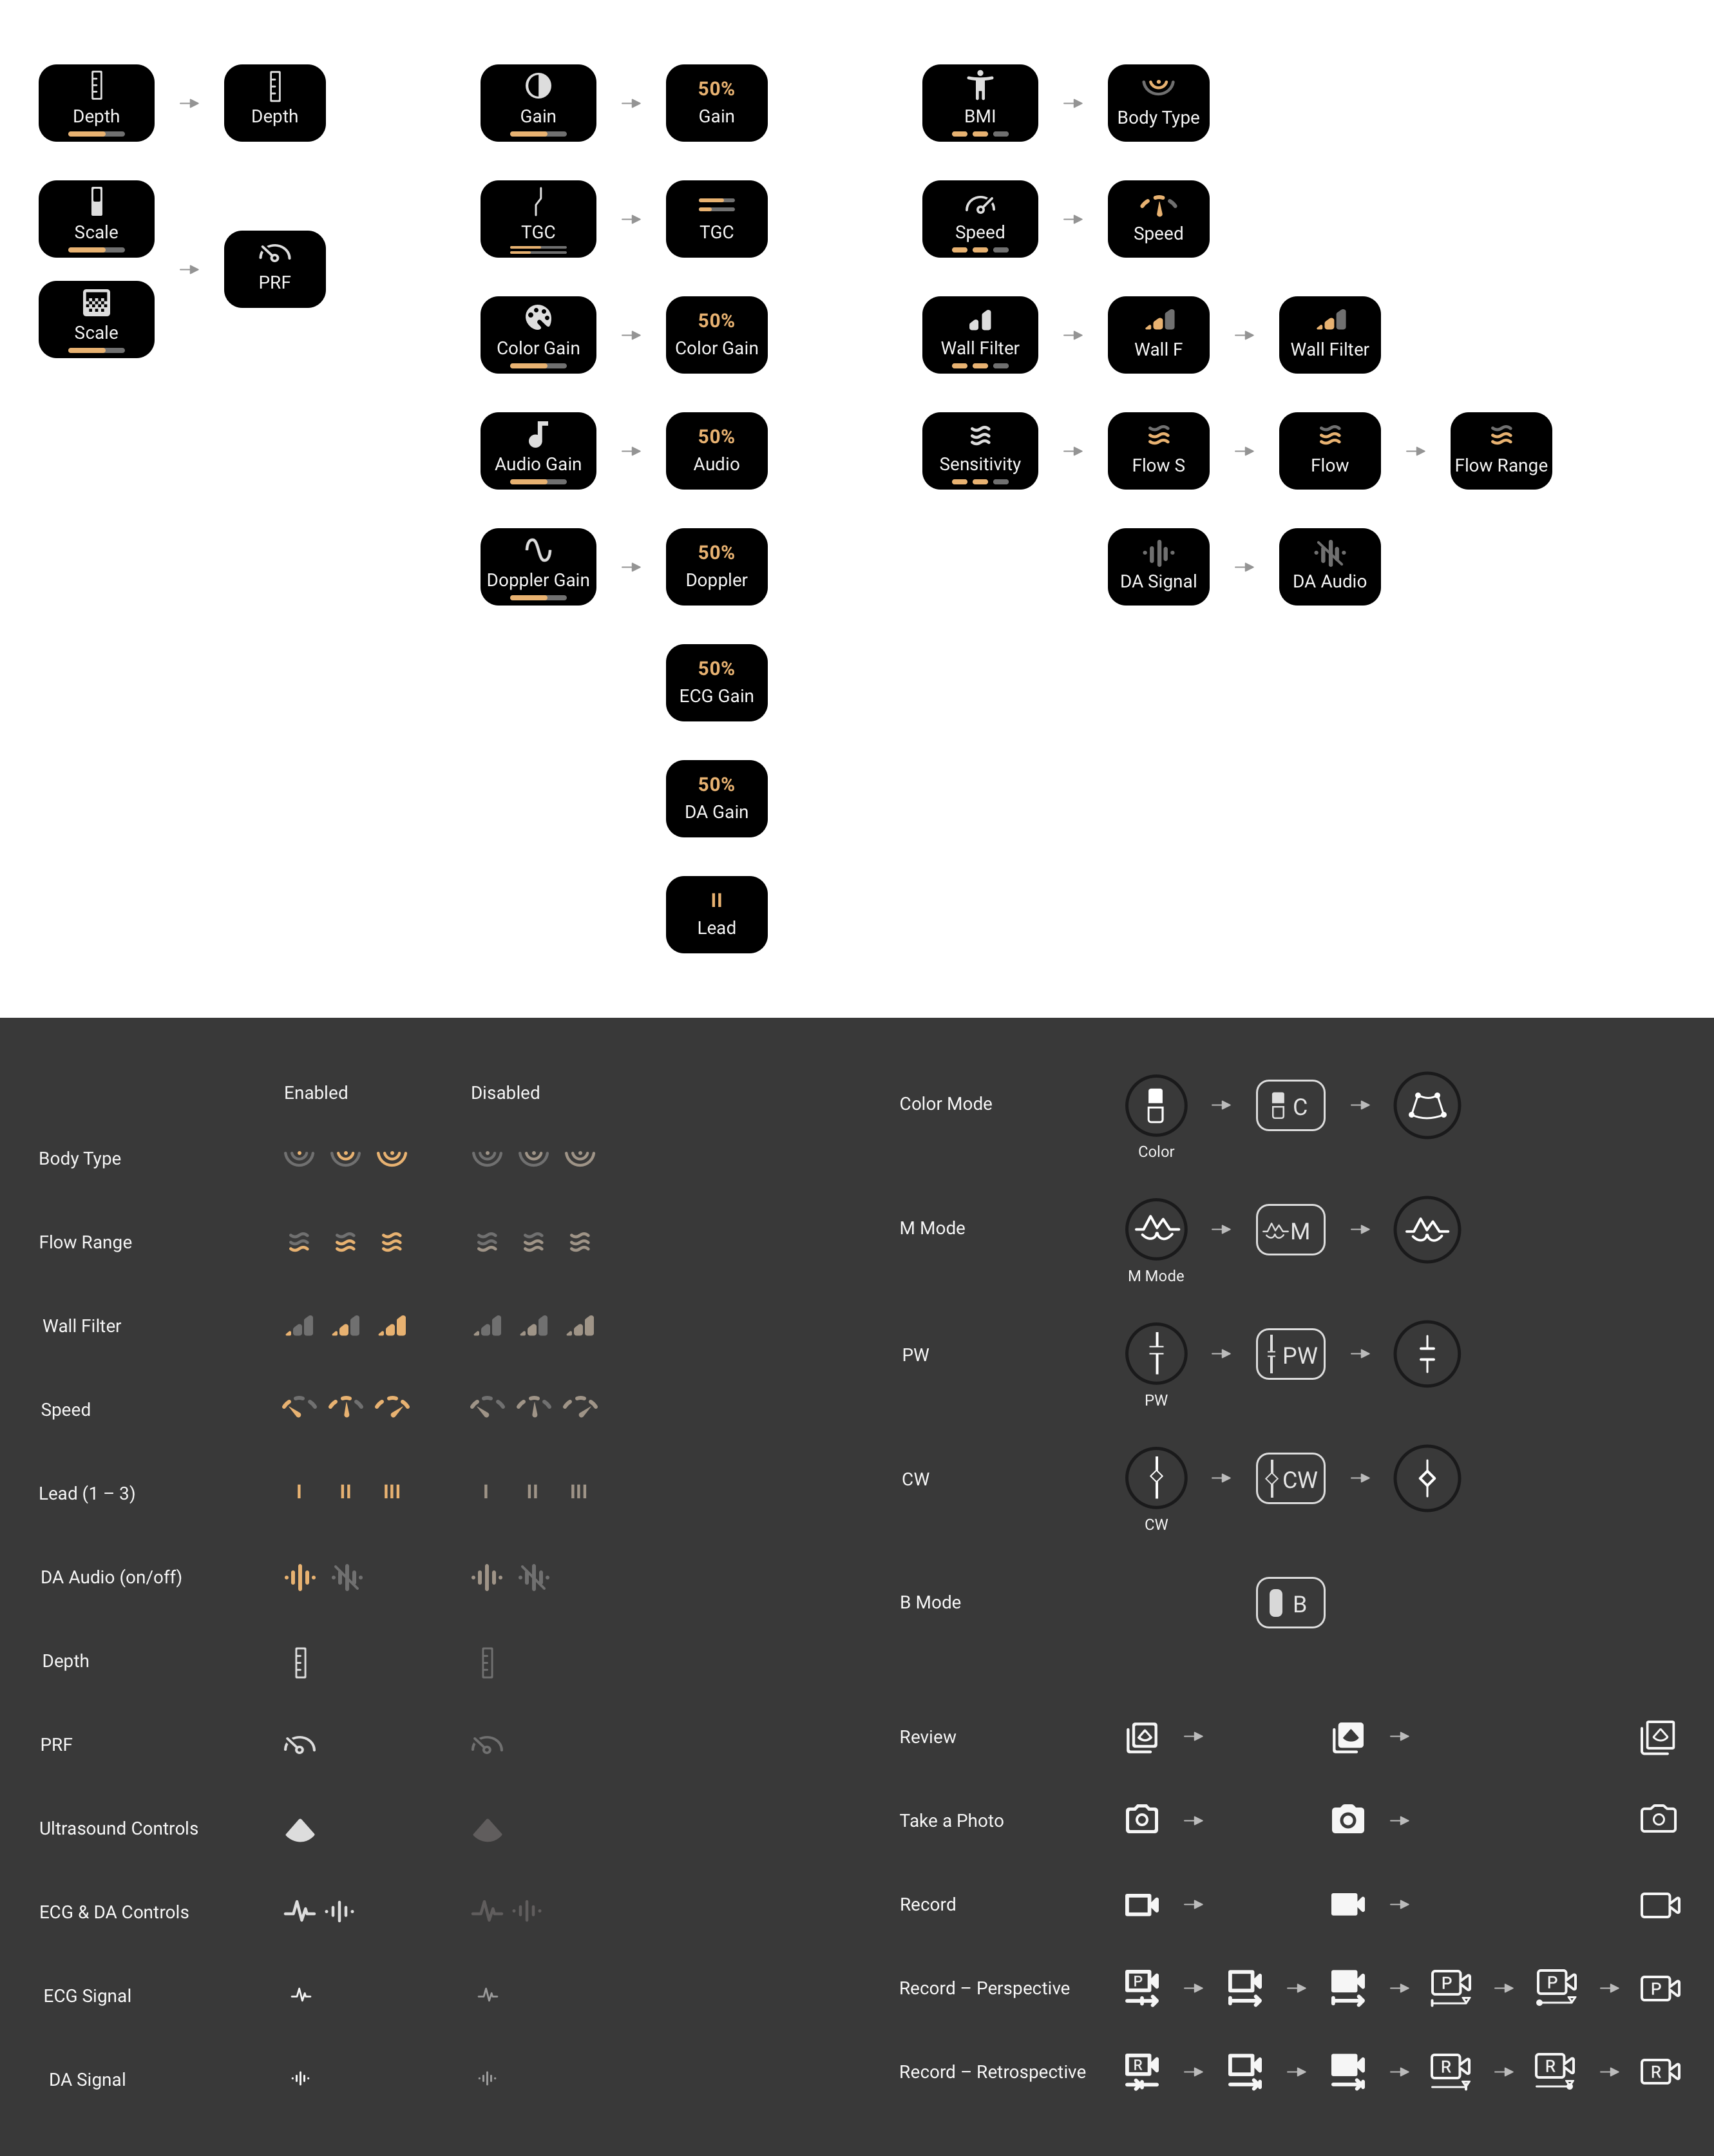 Depth
Depth
Scale
Scale
PRF
Gain
50%
Gain
TGC
TGC
Color Gain
50%
Color Gain
Audio Gain
50%
Audio
Doppler Gain
50%
Doppler
50%
ECG Gain
50%
DA Gain
II
Lead
BMI
Body Type
Speed
Speed
Wall Filter
Wall F
Wall Filter
Sensitivity
Flow S
Flow
Flow Range
DA Signal
DA Audio
Enabled
Disabled
Body Type
Flow Range
Wall Filter
Speed
Lead (1 – 3)
I II III
I II III
DA Audio (on/off)
Depth
PRF
Ultrasound Controls
ECG & DA Controls
ECG Signal
DA Signal
Color Mode
Color
C
M Mode
M Mode
M
PW
PW
PW
CW
CW
CW
B Mode
B
Review
Take a Photo
Record
Record – Perspective
P
P
P
P
Record – Retrospective
R
R
R
R